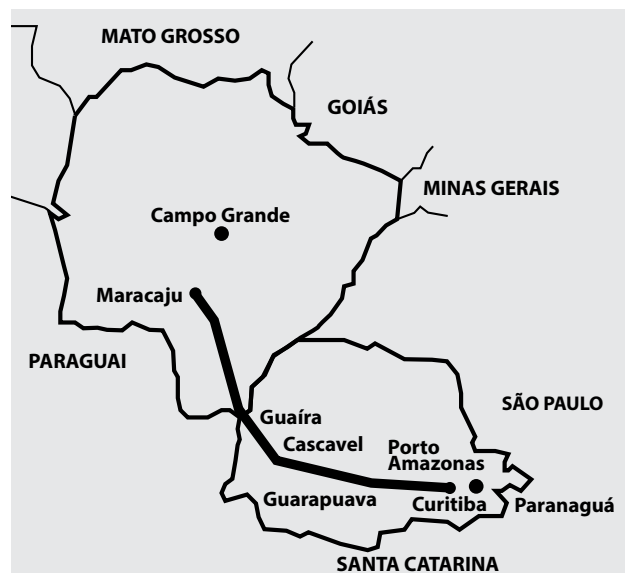 MATO GROSSO
GOIÁS
MINAS GERAIS
Campo Grande
Maracaju
PARAGUAI
SÃO PAULO
Guaíra
Cascavel
Porto
Amazonas
Guarapuava
Curitiba
Paranaguá
SANTA CATARINA